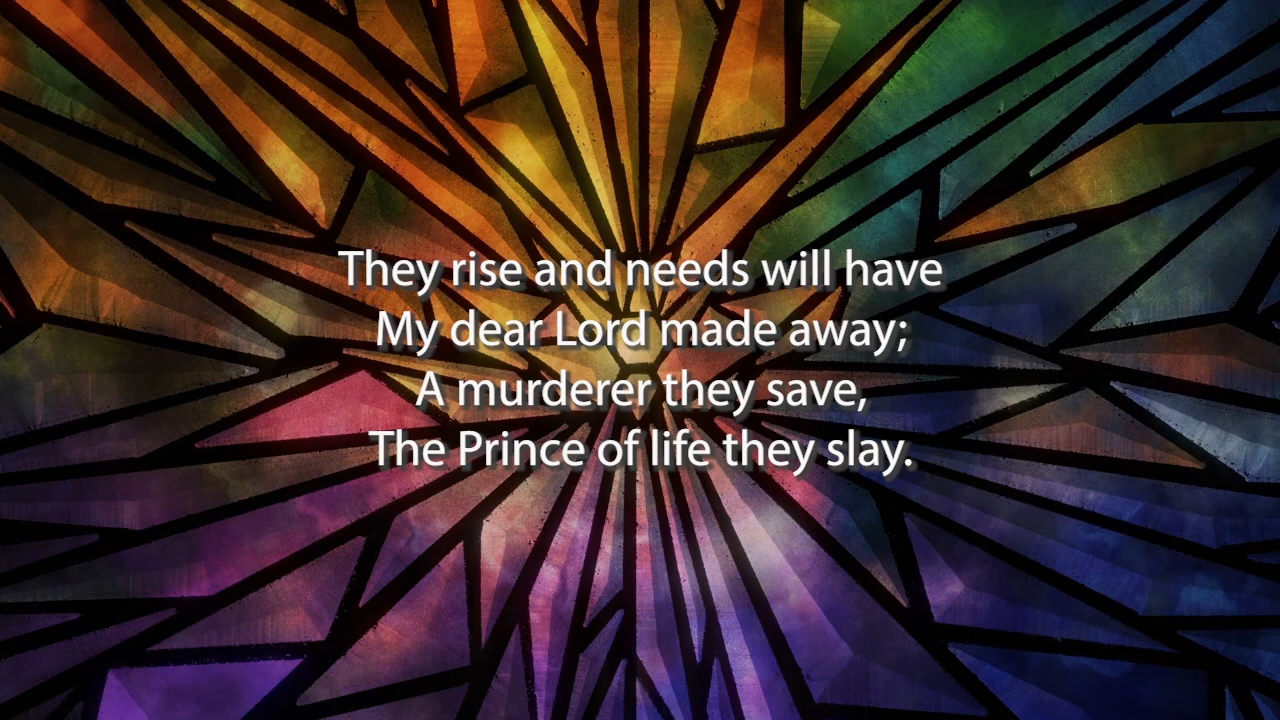 They rise and needs will have
My dear Lord made away;
A murderer they save,
The Prince of life they slay.